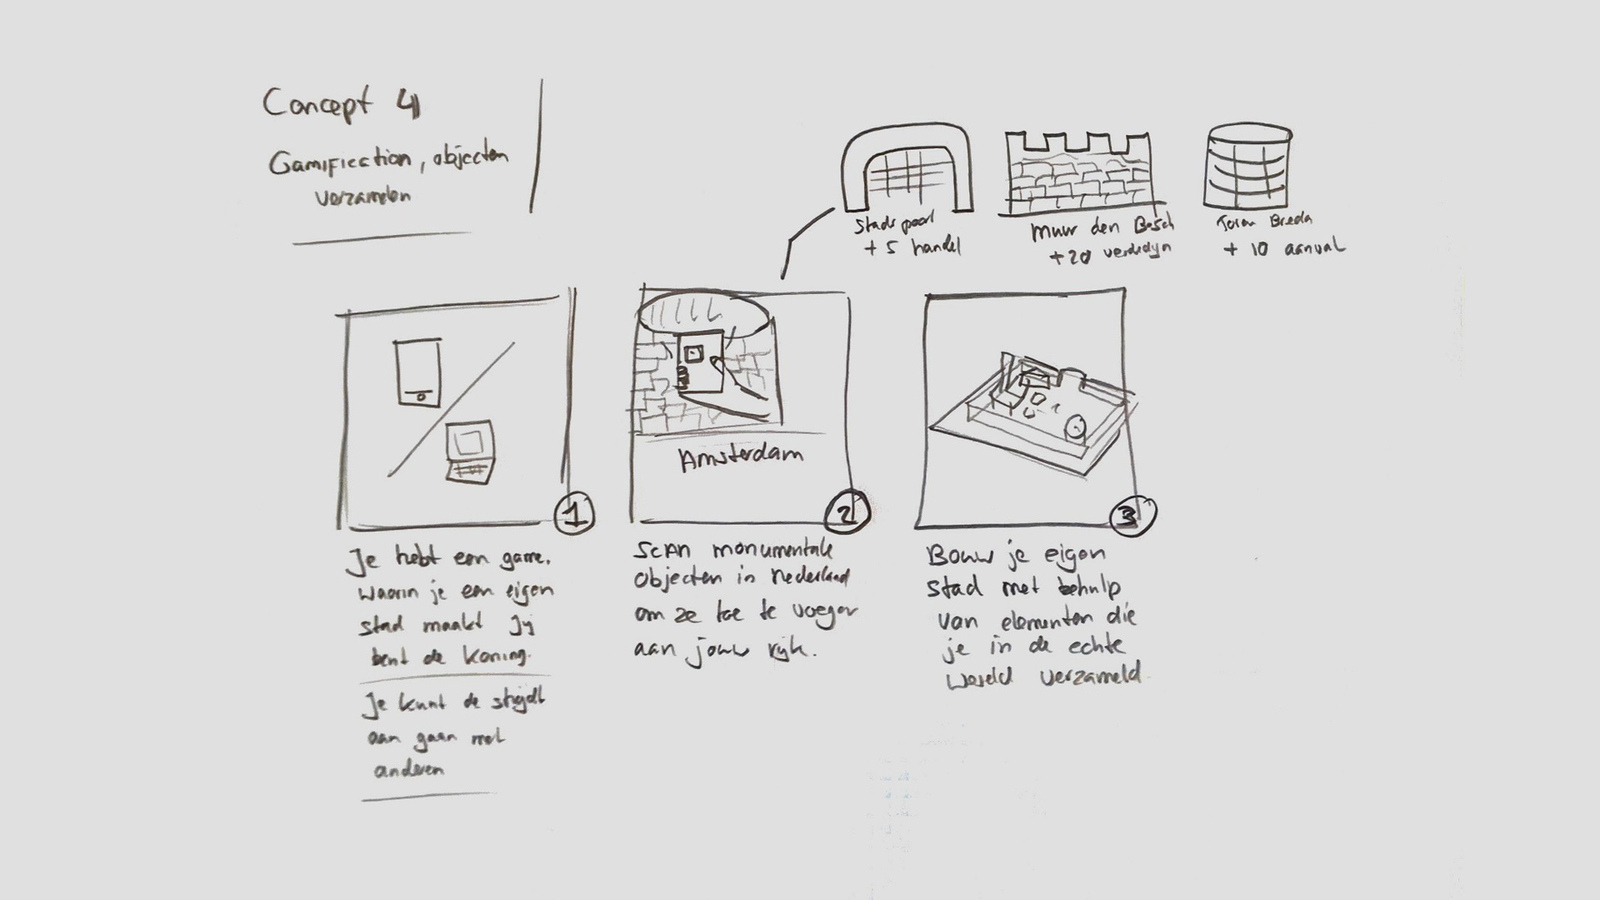 Concept 4
Gamification, objecten
verzamelen
Stadspoort
+ 5 handel
Muur den Bosch
+20 verdedign
Toren Breda
+ 10 aanval
Amsterdam
1
2
3
Je hebt een game.
waarin je een eigen
stad maakt Jij
bent de Koning.
Je kunt de strijdt
aan gaan met
anderen
Scan monumentale
objecten in Nederland
om ze toe te voegen
aan jouw rijk.
Bouw je eigen
stad met behulp
van elementen die
je in de echte
wereld verzameld